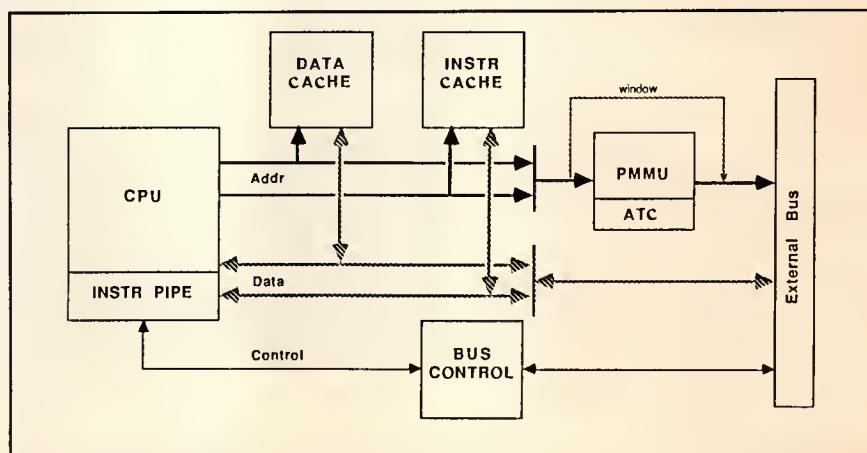 DATA
CACHE
INSTR
CACHE
window
CPU
Addr
PMMU
ATC
External Bus
INSTR PIPE
Data
Control
BUS
CONTROL